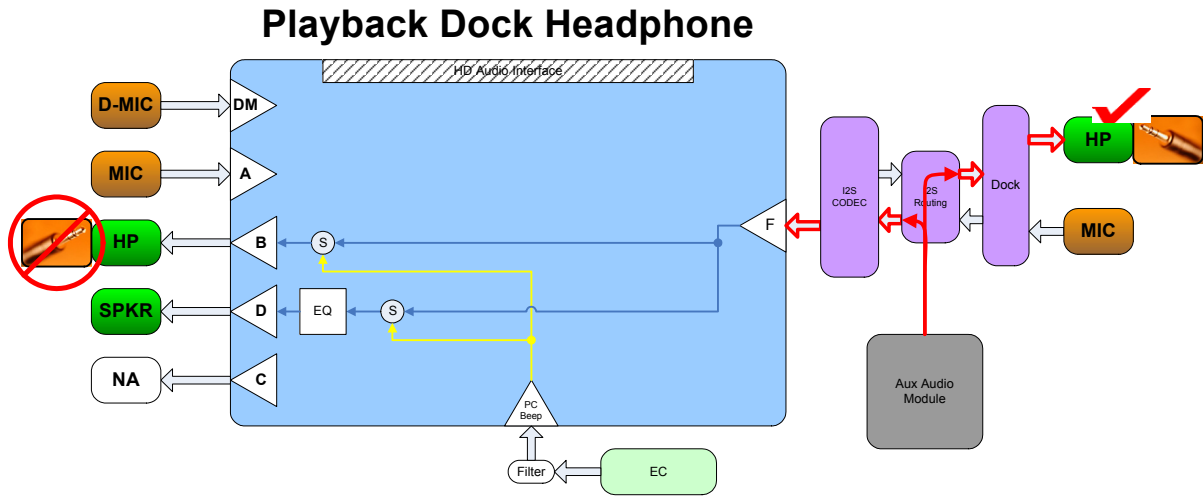 Playback Dock Headphone
HD Audio Interface
D-MIC
DM
MIC
A
HP
B
S
F
I2S
CODEC
I2S
Routing
Dock
HP
MIC
SPKR
D
EQ
S
NA
C
PC
Beep
Aux Audio
Module
Filter
EC